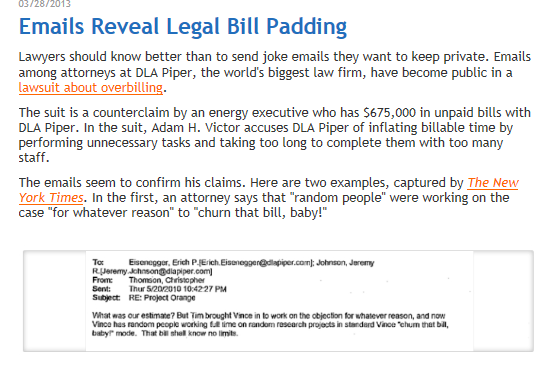 03/28/2013
Emails Reveal Legal Bill Padding
Lawyers should know better than to send joke emails they want to keep private. Emails
among attorneys at DLA Piper, the world's biggest law firm, have become public in a
lawsuit about overbilling.
The suit is a counterclaim by an energy executive who has $675,000 in unpaid bills with
DLA Piper. In the suit, Adam H. Victor accuses DLA Piper of inflating billable time by
performing unnecessary tasks and taking too long to complete them with too many
staff.
The emails seem to confirm his claims. Here are two examples, captured by The New
York Times. In the first, an attorney says that "random people" were working on the
case "for whatever reason" to "churn that bill, baby!"
To: Eisenegger, Erich P.[Erich.Eisenegger@dlapiper.com]; Johnson, Jeremy
R.[Jeremy.Johnson@dlapiper.com]
From: Thomson, Christopher
Sent: Thur 5/20/2010 10:42:27 PM
Subject: RE: Project Orange
What was our estimate? But Tim brought Vince in to work on the objection for whatever reason, and now
Vince has random people working full time on random research projects in standard Vince "churn that bill,
baby!" mode. That bill shall know no limits.